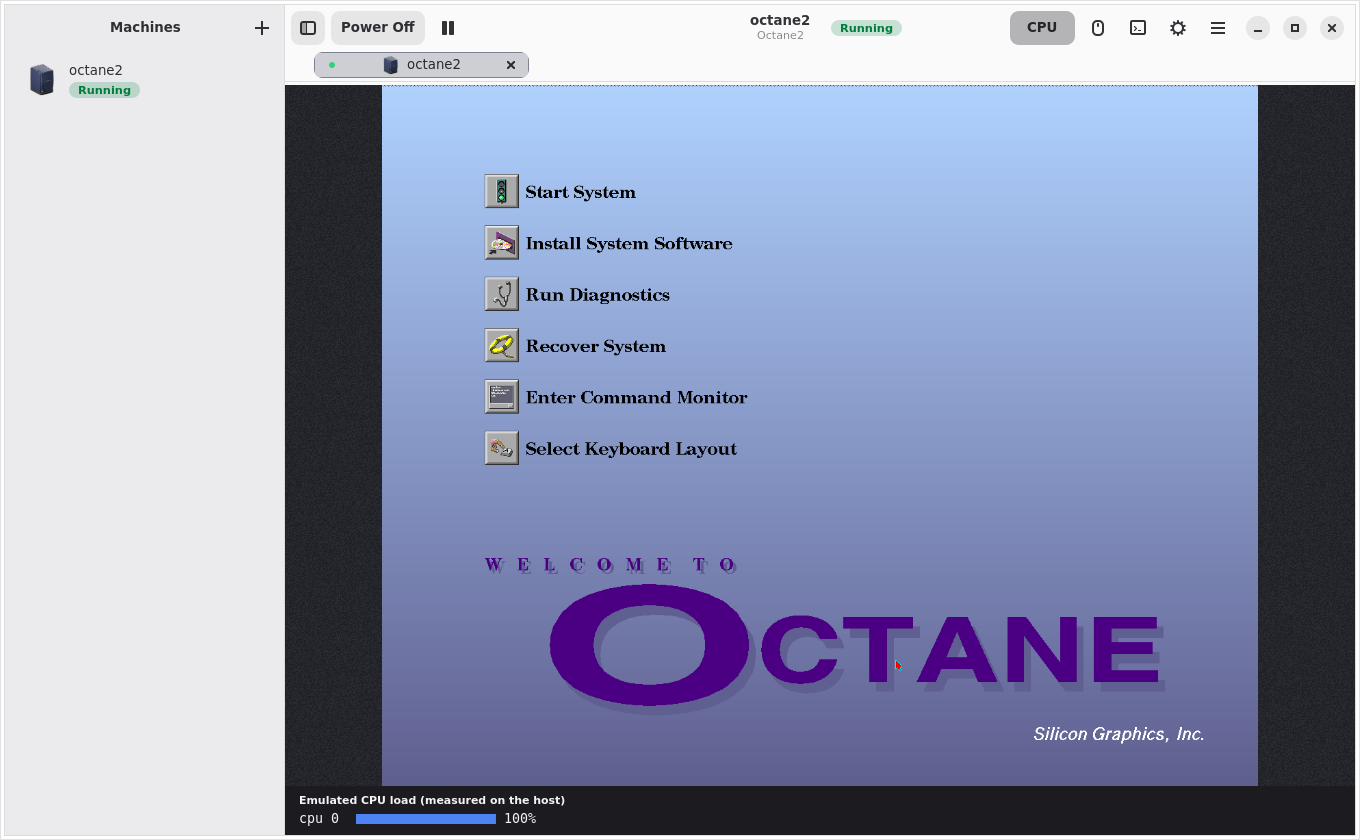 Machines
Power Off
octane2
Octane2
Running
CPU
octane2
Running
octane2
Start System
Install System Software
Run Diagnostics
Recover System
Enter Command Monitor
Select Keyboard Layout
WELCOME TO
OCTANE
Silicon Graphics, Inc.
Emulated CPU load (measured on the host)
cpu 0 100%